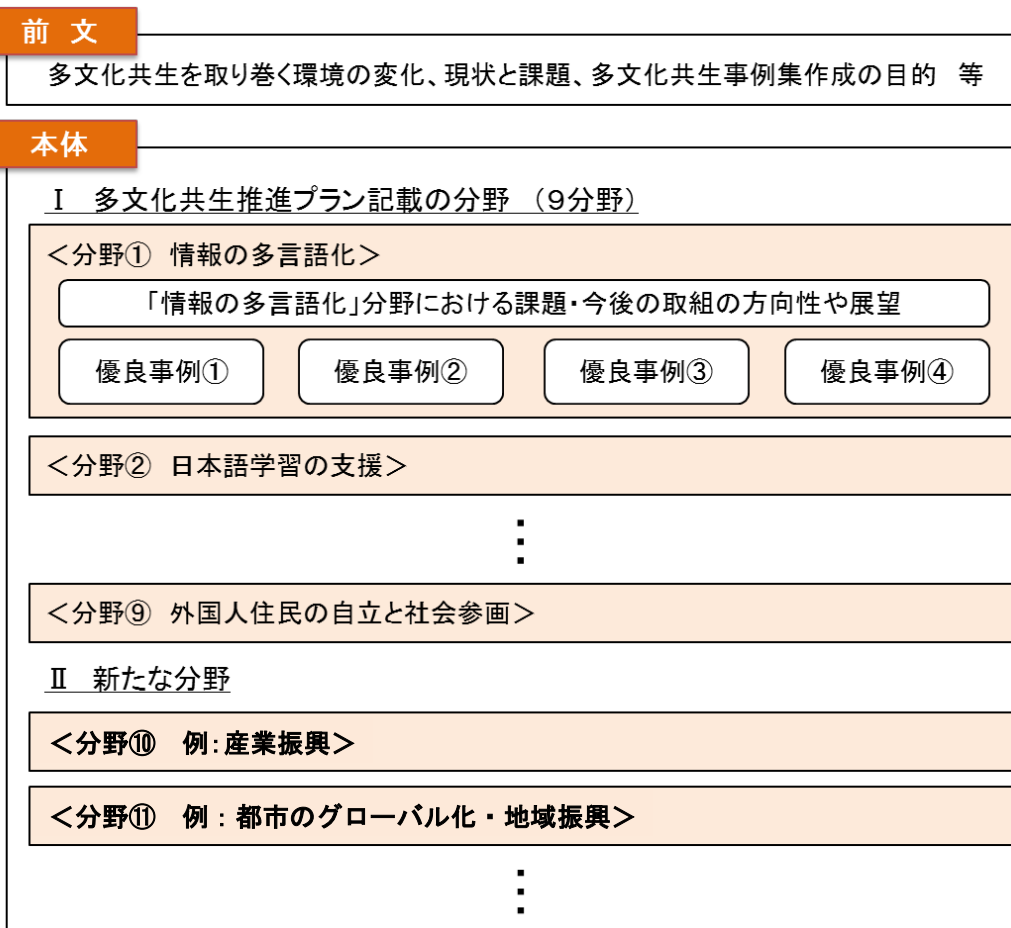 前 文
多文化共生を取り巻く環境の変化、現状と課題、多文化共生事例集作成の目的 等
本体
Ⅰ 多文化共生推進プラン記載の分野 （９分野）
＜分野① 情報の多言語化＞
「情報の多言語化」分野における課題・今後の取組の方向性や展望
優良事例① 優良事例② 優良事例③ 優良事例④
＜分野② 日本語学習の支援＞
＜分野⑨ 外国人住民の自立と社会参画＞
Ⅱ 新たな分野
＜分野⑩ 例：産業振興＞
＜分野⑪ 例：都市のグローバル化・地域振興＞